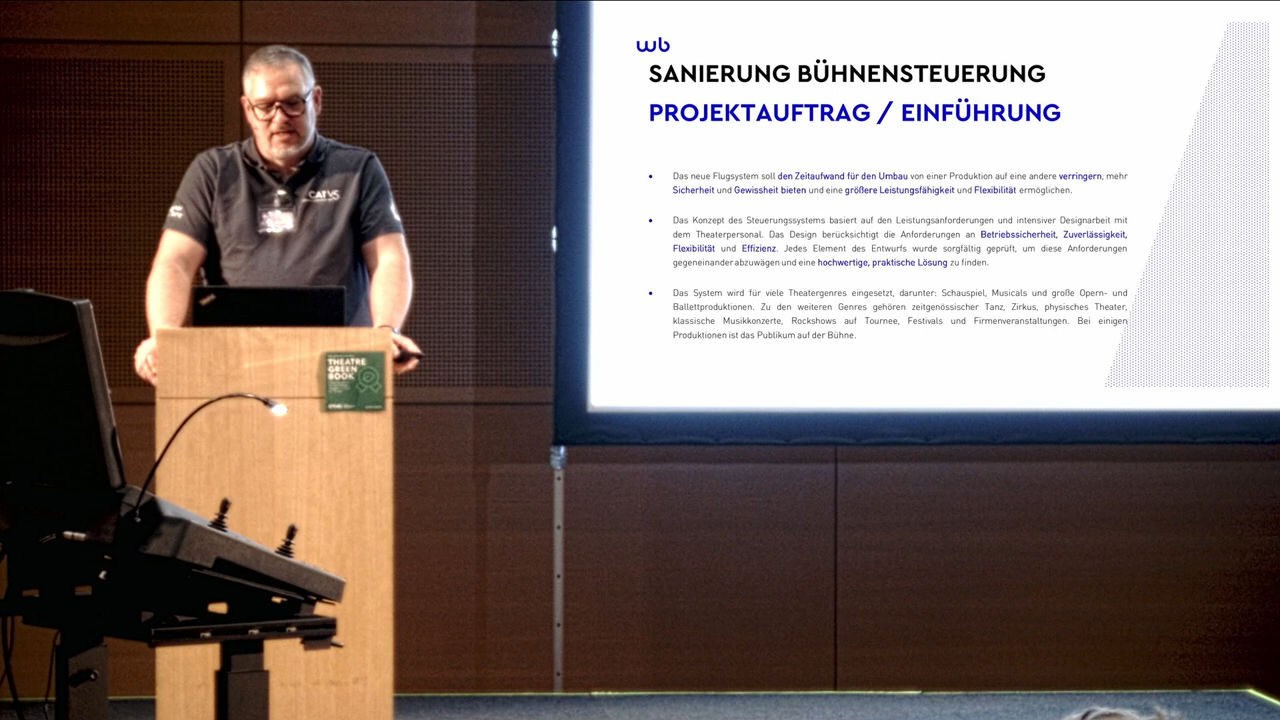 wb
SANIERUNG BÜHNENSTEUERUNG
PROJEKTAUFTRAG / EINFÜHRUNG
• Das neue Flugsystem soll den Zeitaufwand für den Umbau von einer Produktion auf eine andere verringern, mehr
Sicherheit und Gewissheit bieten und eine größere Leistungsfähigkeit und Flexibilität ermöglichen.
• Das Konzept des Steuerungssystems basiert auf den Leistungsanforderungen und intensiver Designarbeit mit
dem Theaterpersonal. Das Design berücksichtigt die Anforderungen an Betriebssicherheit, Zuverlässigkeit,
Flexibilität und Effizienz. Jedes Element des Entwurfs wurde sorgfältig geprüft, um diese Anforderungen
gegeneinander abzuwägen und eine hochwertige, praktische Lösung zu finden.
• Das System wird für viele Theatergenres eingesetzt, darunter: Schauspiel, Musicals und große Opern- und
Ballettproduktionen. Zu den weiteren Genres gehören zeitgenössischer Tanz, Zirkus, physisches Theater,
klassische Musikkonzerte, Rockshows auf Tournee, Festivals und Firmenveranstaltungen. Bei einigen
Produktionen ist das Publikum auf der Bühne.
THEATRE
GREEN
BOOK